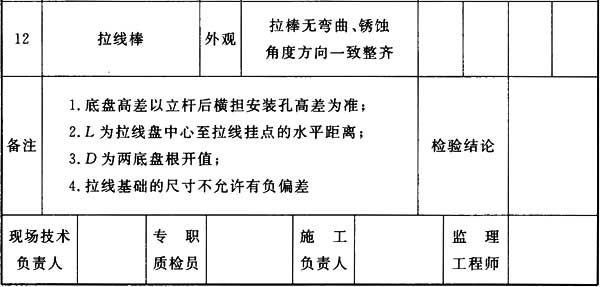 12 拉线棒 外观 拉棒无弯曲、锈蚀
角度方向一致整齐
备注
1. 底盘高差以立杆后横担安装孔高差为准;
2. L 为拉线盘中心至拉线挂点的水平距离;
3. D 为两底盘根开值;
4. 拉线基础的尺寸不允许有负偏差
检验结论
现场技术
负责人
专 职
质检员
施 工
负责人
监 理
工程师